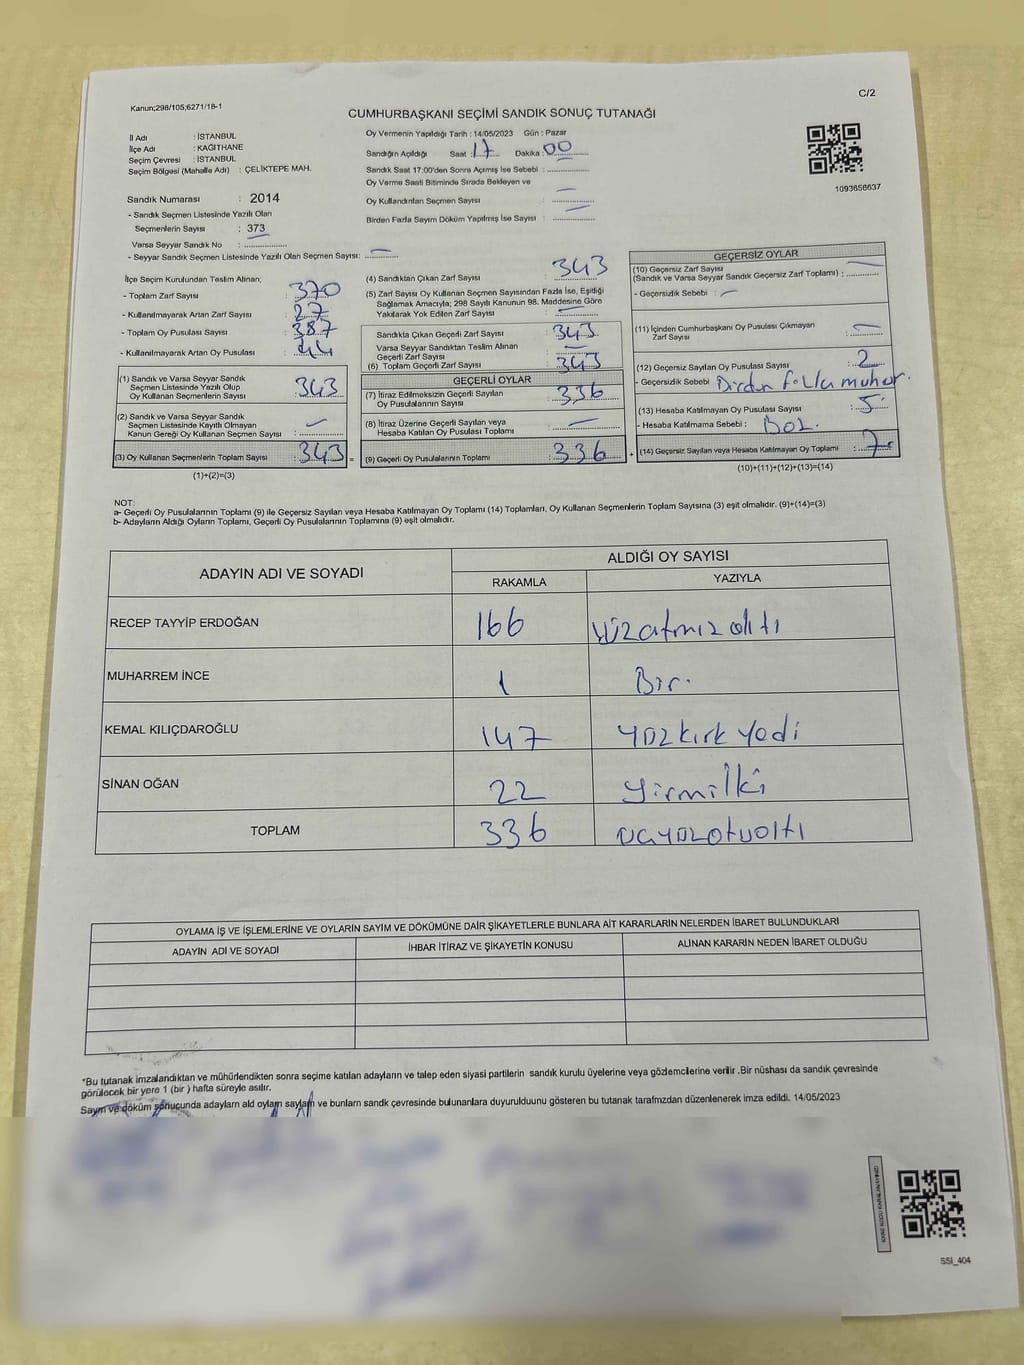 Kanun;298/105;6271/18-1
C/2
CUMHURBAŞKANI SEÇİMİ SANDIK SONUÇ TUTANAĞI
İl Adı : İSTANBUL
İlçe Adı : KAĞITHANE
Seçim Çevresi : İSTANBUL
Seçim Bölgesi (Mahalle Adı) : ÇELİKTEPE MAH.
Oy Vermenin Yapıldığı Tarih : 14/05/2023 Gün : Pazar
Sandığın Açıldığı Saat : 17 Dakika : 00
Sandık Saat 17:00'den Sonra Açımış İse Sebebi :
Oy Verme Saati Bitiminde Sırada Bekleyen ve
Oy Kullandırılan Seçmen Sayısı : —
Birden Fazla Sayım Döküm Yapılmış İse Sayısı : —
1093656637
Sandık Numarası : 2014
- Sandık Seçmen Listesinde Yazılı Olan
Seçmenlerin Sayısı : 373
Varsa Seyyar Sandık No :
- Seyyar Sandık Seçmen Listesinde Yazılı Olan Seçmen Sayısı: —
İlçe Seçim Kurulundan Teslim Alınan;
- Toplam Zarf Sayısı : 370
- Kullanılmayarak Artan Zarf Sayısı : 27
- Toplam Oy Pusulası Sayısı : 387
- Kullanılmayarak Artan Oy Pusulası : 44
(1) Sandık ve Varsa Seyyar Sandık
Seçmen Listesinde Yazılı Olup
Oy Kullanan Seçmenlerin Sayısı : 343
(2) Sandık ve Varsa Seyyar Sandık
Seçmen Listesinde Kayıtlı Olmayan
Kanun Gereği Oy Kullanan Seçmen Sayısı : —
(3) Oy Kullanan Seçmenlerin Toplam Sayısı : 343 =
(1)+(2)=(3)
(4) Sandıktan Çıkan Zarf Sayısı : 343
(5) Zarf Sayısı Oy Kullanan Seçmen Sayısından Fazla İse, Eşitliği
Sağlamak Amacıyla; 298 Sayılı Kanunun 98. Maddesine Göre
Yakılarak Yok Edilen Zarf Sayısı : —
Sandıkta Çıkan Geçerli Zarf Sayısı : 343
Varsa Seyyar Sandıktan Teslim Alınan
Geçerli Zarf Sayısı : —
(6) Toplam Geçerli Zarf Sayısı : 343
GEÇERLİ OYLAR
(7) İtiraz Edilmeksizin Geçerli Sayılan
Oy Pusulalarının Sayısı : 336
(8) İtiraz Üzerine Geçerli Sayılan veya
Hesaba Katılan Oy Pusulası Toplamı : —
(9) Geçerli Oy Pusulalarının Toplamı : 336 +
GEÇERSİZ OYLAR
(10) Geçersiz Zarf Sayısı
(Sandık ve Varsa Seyyar Sandık Geçersiz Zarf Toplamı) : —
- Geçersizlik Sebebi : —
(11) İçinden Cumhurbaşkanı Oy Pusulası Çıkmayan
Zarf Sayısı : —
(12) Geçersiz Sayılan Oy Pusulası Sayısı : 2
- Geçersizlik Sebebi
(13) Hesaba Katılmayan Oy Pusulası Sayısı : 5
- Hesaba Katılmama Sebebi :
(14) Geçersiz Sayılan veya Hesaba Katılmayan Oy Toplamı : 7
(10)+(11)+(12)+(13)=(14)
NOT:
a- Geçerli Oy Pusulalarının Toplamı (9) ile Geçersiz Sayılan veya Hesaba Katılmayan Oy Toplamı (14) Toplamları, Oy Kullanan Seçmenlerin Toplam Sayısına (3) eşit olmalıdır. (9)+(14)=(3)
b- Adayların Aldığı Oyların Toplamı, Geçerli Oy Pusulalarının Toplamına (9) eşit olmalıdır.
ADAYIN ADI VE SOYADI
ALDIĞI OY SAYISI
RAKAMLA YAZIYLA
RECEP TAYYİP ERDOĞAN 166 yüzatmız altı
MUHARREM İNCE 1 Bir.
KEMAL KILIÇDAROĞLU 147 yüzkırk yedi
SİNAN OĞAN 22 yirmiİki
TOPLAM 336 üçyüzotualtı
OYLAMA İŞ VE İŞLEMLERİNE VE OYLARIN SAYIM VE DÖKÜMÜNE DAİR ŞİKAYETLERLE BUNLARA AİT KARARLARIN NELERDEN İBARET BULUNDUKLARI
ADAYIN ADI VE SOYADI İHBAR İTİRAZ VE ŞİKAYETİN KONUSU ALINAN KARARIN NEDEN İBARET OLDUĞU
*Bu tutanak imzalandıktan ve mühürlendikten sonra seçime katılan adayların ve talep eden siyasi partilerin sandık kurulu üyelerine veya gözlemcilerine verilir .Bir nüshası da sandık çevresinde
görülecek bir yere 1 (bir ) hafta süreyle asılır.
Sayım ve döküm sonucunda adayların ald oyların sayıları ve bunların sandk çevresinde bulunanlara duyurulduunu gösteren bu tutanak tarafmzdan düzenlenerek imza edildi. 14/05/2023
SSİ_404